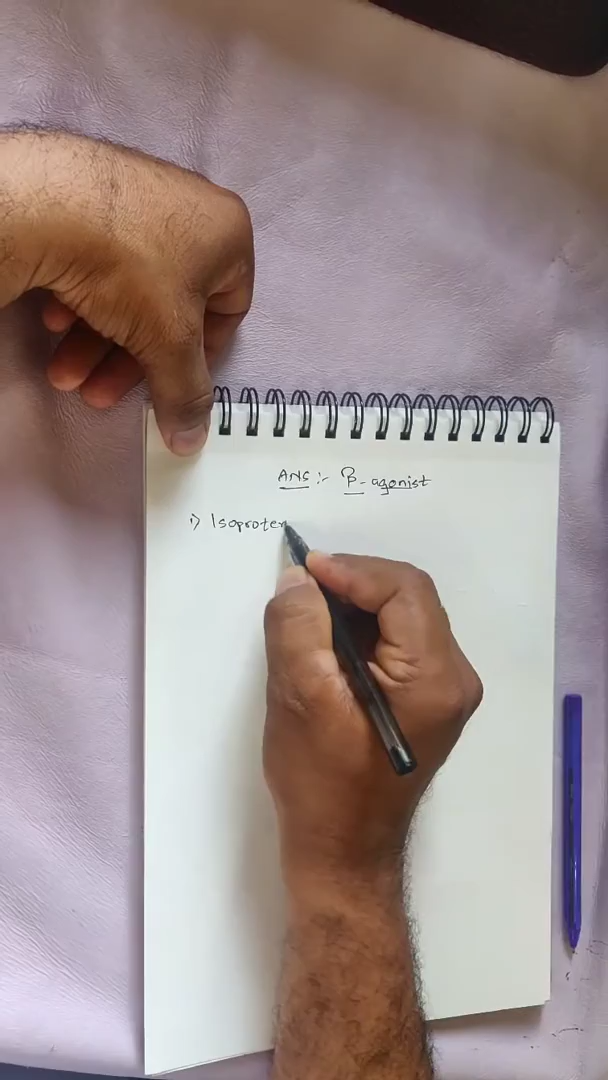 ANS :- β- agonist
1) Isoproter